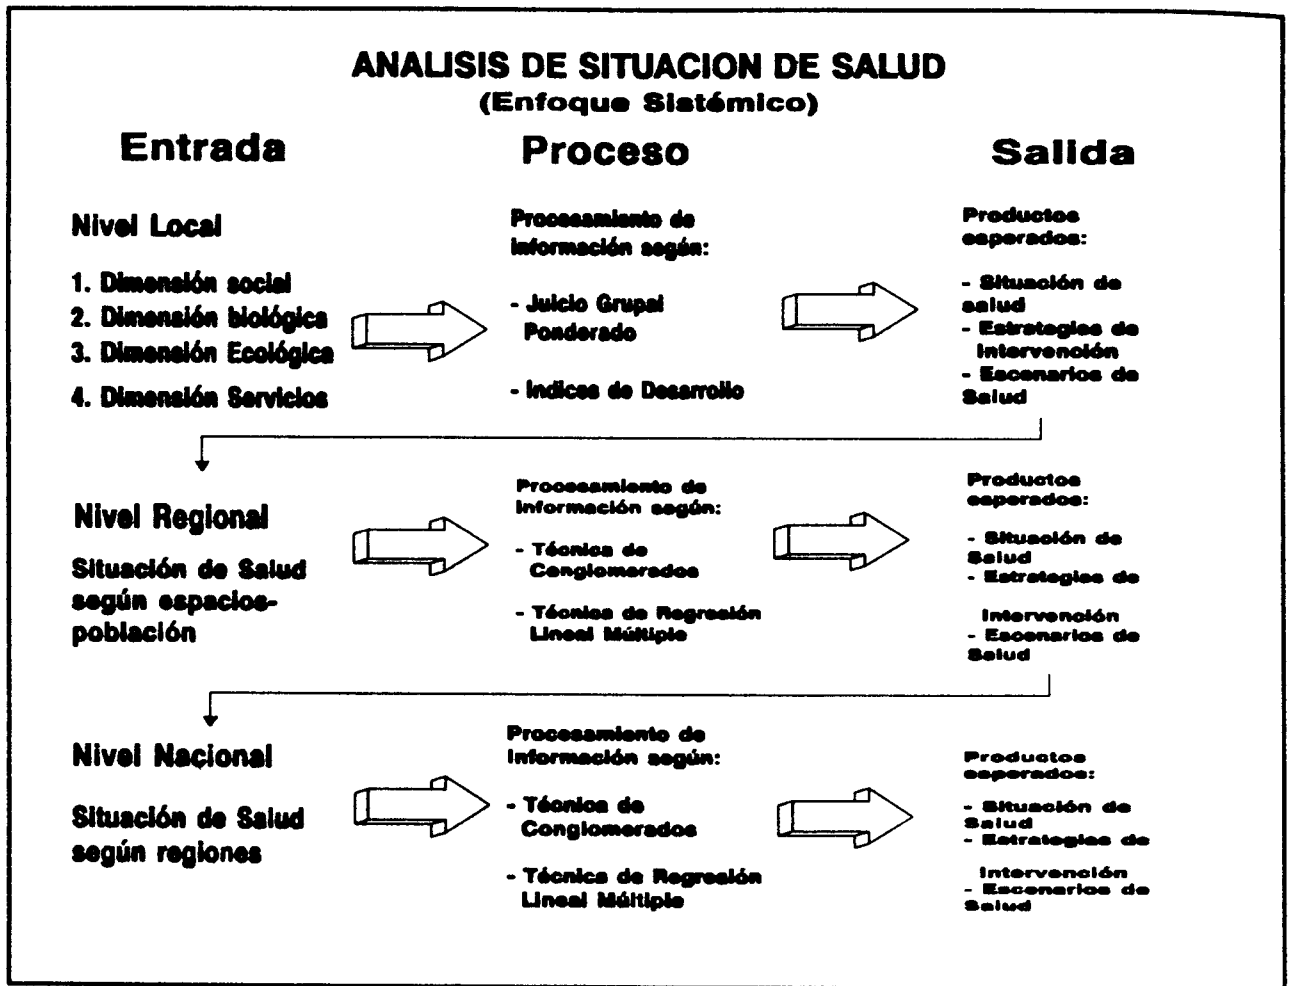 ANALISIS DE SITUACION DE SALUD
(Enfoque Sistémico)
Entrada
Proceso
Salida
Nivel Local
1. Dimensión social
2. Dimensión biológica
3. Dimensión Ecológica
4. Dimensión Servicios
Procesamiento de
información según:
- Juicio Grupal
Ponderado
- Indices de Desarrollo
Productos
esperados:
- Situación de
salud
- Estrategias de
Intervención
- Escenarios de
Salud
Nivel Regional
Situación de Salud
según espacios-
población
Procesamiento de
Información según:
- Técnica de
Conglomerados
- Técnica de Regresión
Lineal Múltiple
Productos
esperados:
- Situación de
Salud
- Estrategias de
Intervención
- Escenarios de
Salud
Nivel Nacional
Situación de Salud
según regiones
Procesamiento de
Información según:
- Técnica de
Conglomerados
- Técnica de Regresión
Lineal Múltiple
Productos
esperados:
- Situación de
Salud
- Estrategias de
Intervención
- Escenarios de
Salud